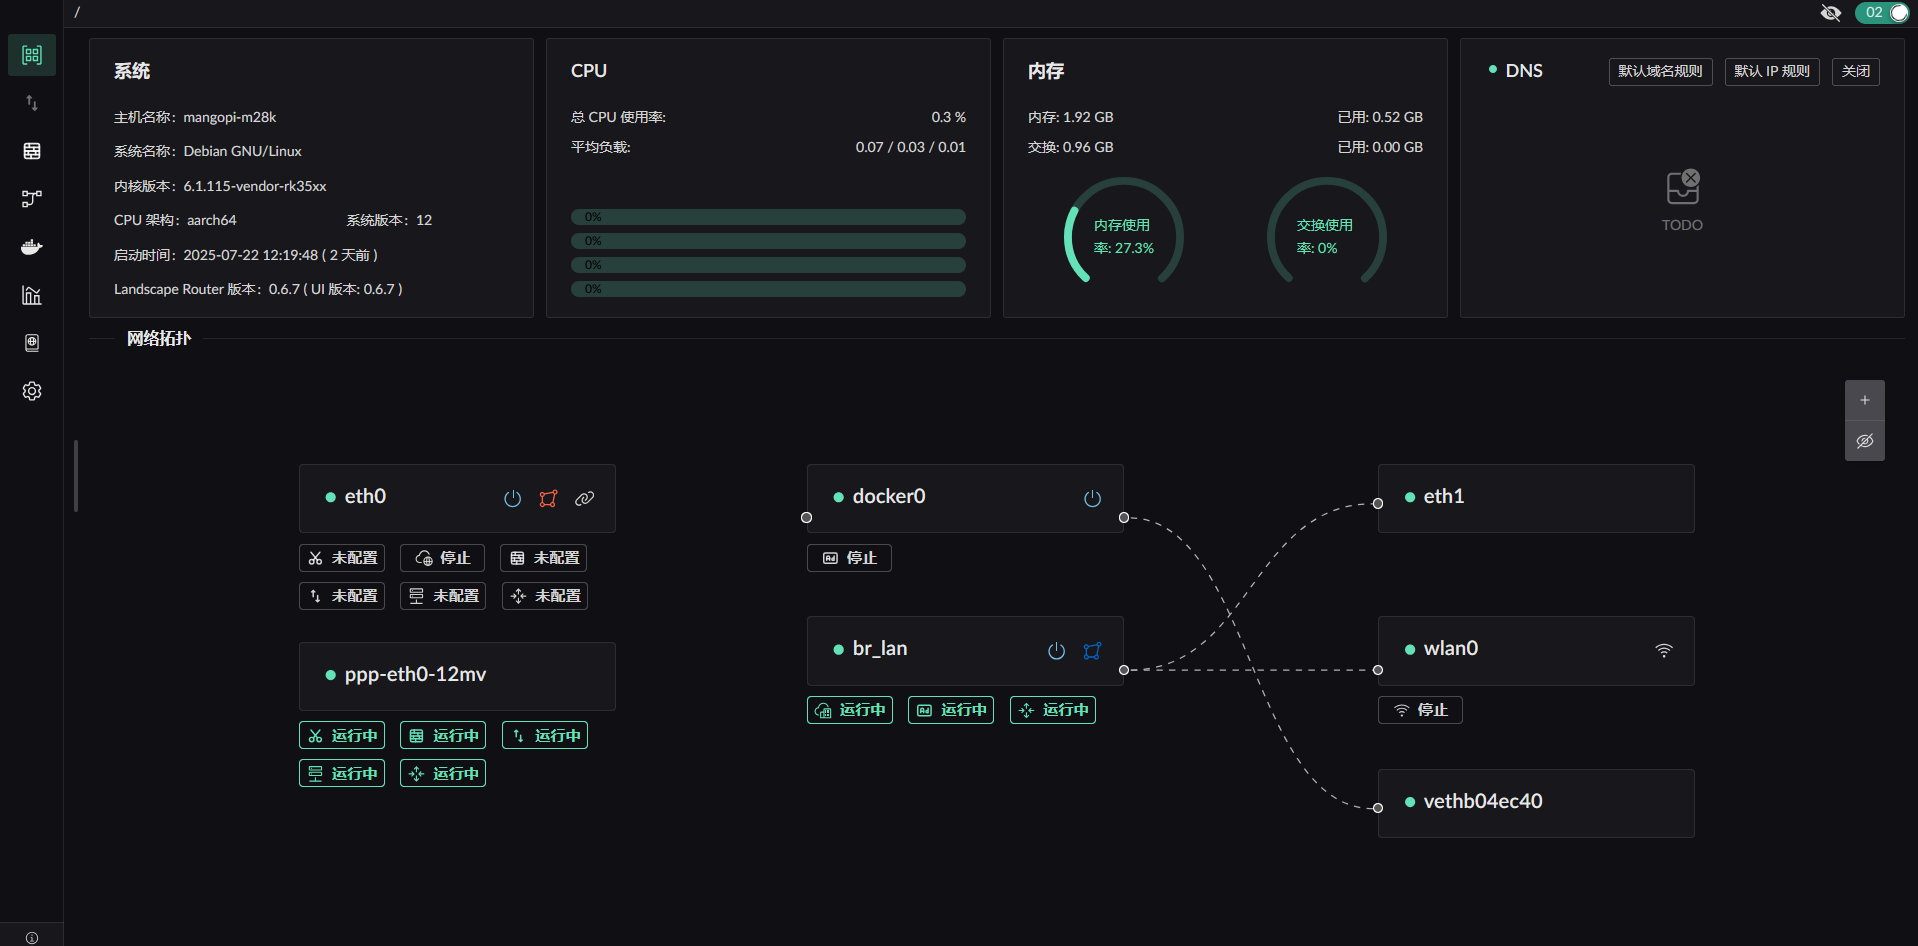 /
02
系统
主机名称：mangopi-m28k
系统名称：Debian GNU/Linux
内核版本：6.1.115-vendor-rk35xx
CPU 架构：aarch64 系统版本：12
启动时间：2025-07-22 12:19:48 ( 2 天前 )
Landscape Router 版本：0.6.7 ( UI 版本: 0.6.7 )
CPU
总 CPU 使用率: 0.3 %
平均负载: 0.07 / 0.03 / 0.01
0%
0%
0%
0%
内存
内存: 1.92 GB 已用: 0.52 GB
交换: 0.96 GB 已用: 0.00 GB
内存使用
率: 27.3%
交换使用
率: 0%
DNS
默认域名规则
默认 IP 规则
关闭
TODO
网络拓扑
eth0
未配置 停止 未配置
未配置 未配置 未配置
ppp-eth0-12mv
运行中 运行中 运行中
运行中 运行中
docker0
停止
br_lan
运行中 运行中 运行中
eth1
wlan0
停止
vethb04ec40